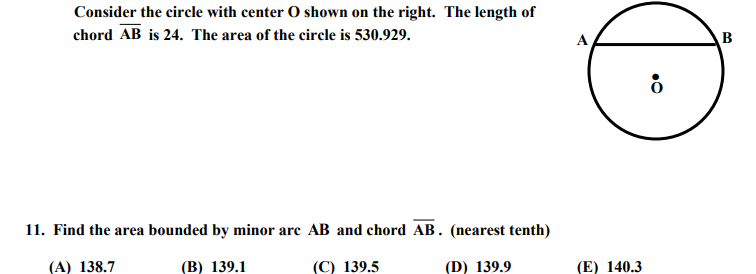 Consider the circle with center O shown on the right. The length of
chord AB is 24. The area of the circle is 530.929.
A
B
O
11. Find the area bounded by minor arc AB and chord AB. (nearest tenth)
(A) 138.7 (B) 139.1 (C) 139.5 (D) 139.9 (E) 140.3